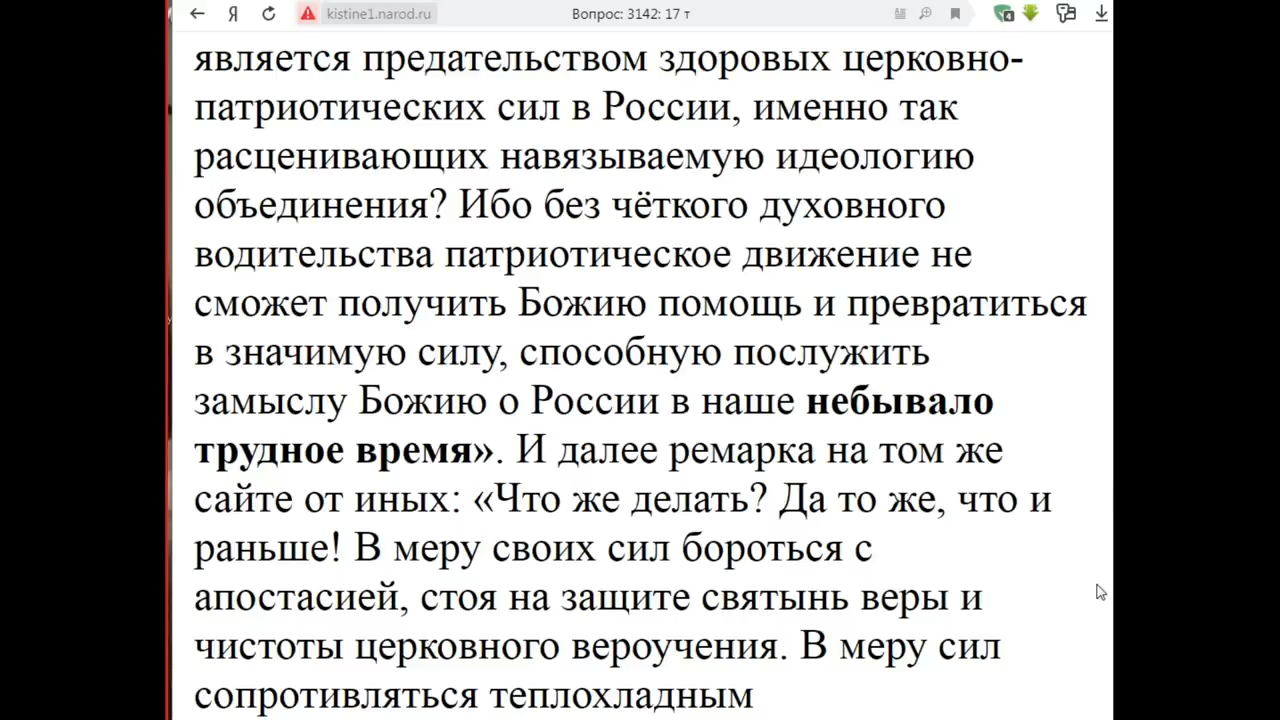 Я
kistine1.narod.ru
Вопрос: 3142: 17 т
4
является предательством здоровых церковно-
патриотических сил в России, именно так
расценивающих навязываемую идеологию
объединения? Ибо без чёткого духовного
водительства патриотическое движение не
сможет получить Божию помощь и превратиться
в значимую силу, способную послужить
замыслу Божию о России в наше небывало
трудное время». И далее ремарка на том же
сайте от иных: «Что же делать? Да то же, что и
раньше! В меру своих сил бороться с
апостасией, стоя на защите святынь веры и
чистоты церковного вероучения. В меру сил
сопротивляться теплохладным